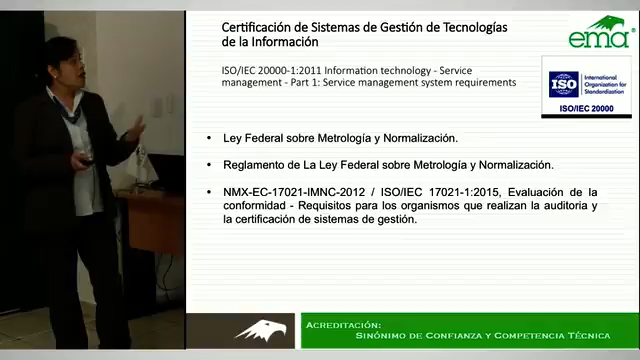 Certificación de Sistemas de Gestión de Tecnologías
de la Información
ema®
ISO/IEC 20000-1:2011 Information technology - Service
management - Part 1: Service management system requirements
ISO
International
Organization for
Standardization
ISO/IEC 20000
• Ley Federal sobre Metrología y Normalización.
• Reglamento de La Ley Federal sobre Metrología y Normalización.
• NMX-EC-17021-IMNC-2012 / ISO/IEC 17021-1:2015, Evaluación de la
conformidad - Requisitos para los organismos que realizan la auditoria y
la certificación de sistemas de gestión.
ACREDITACIÓN:
SINÓNIMO DE CONFIANZA Y COMPETENCIA TÉCNICA